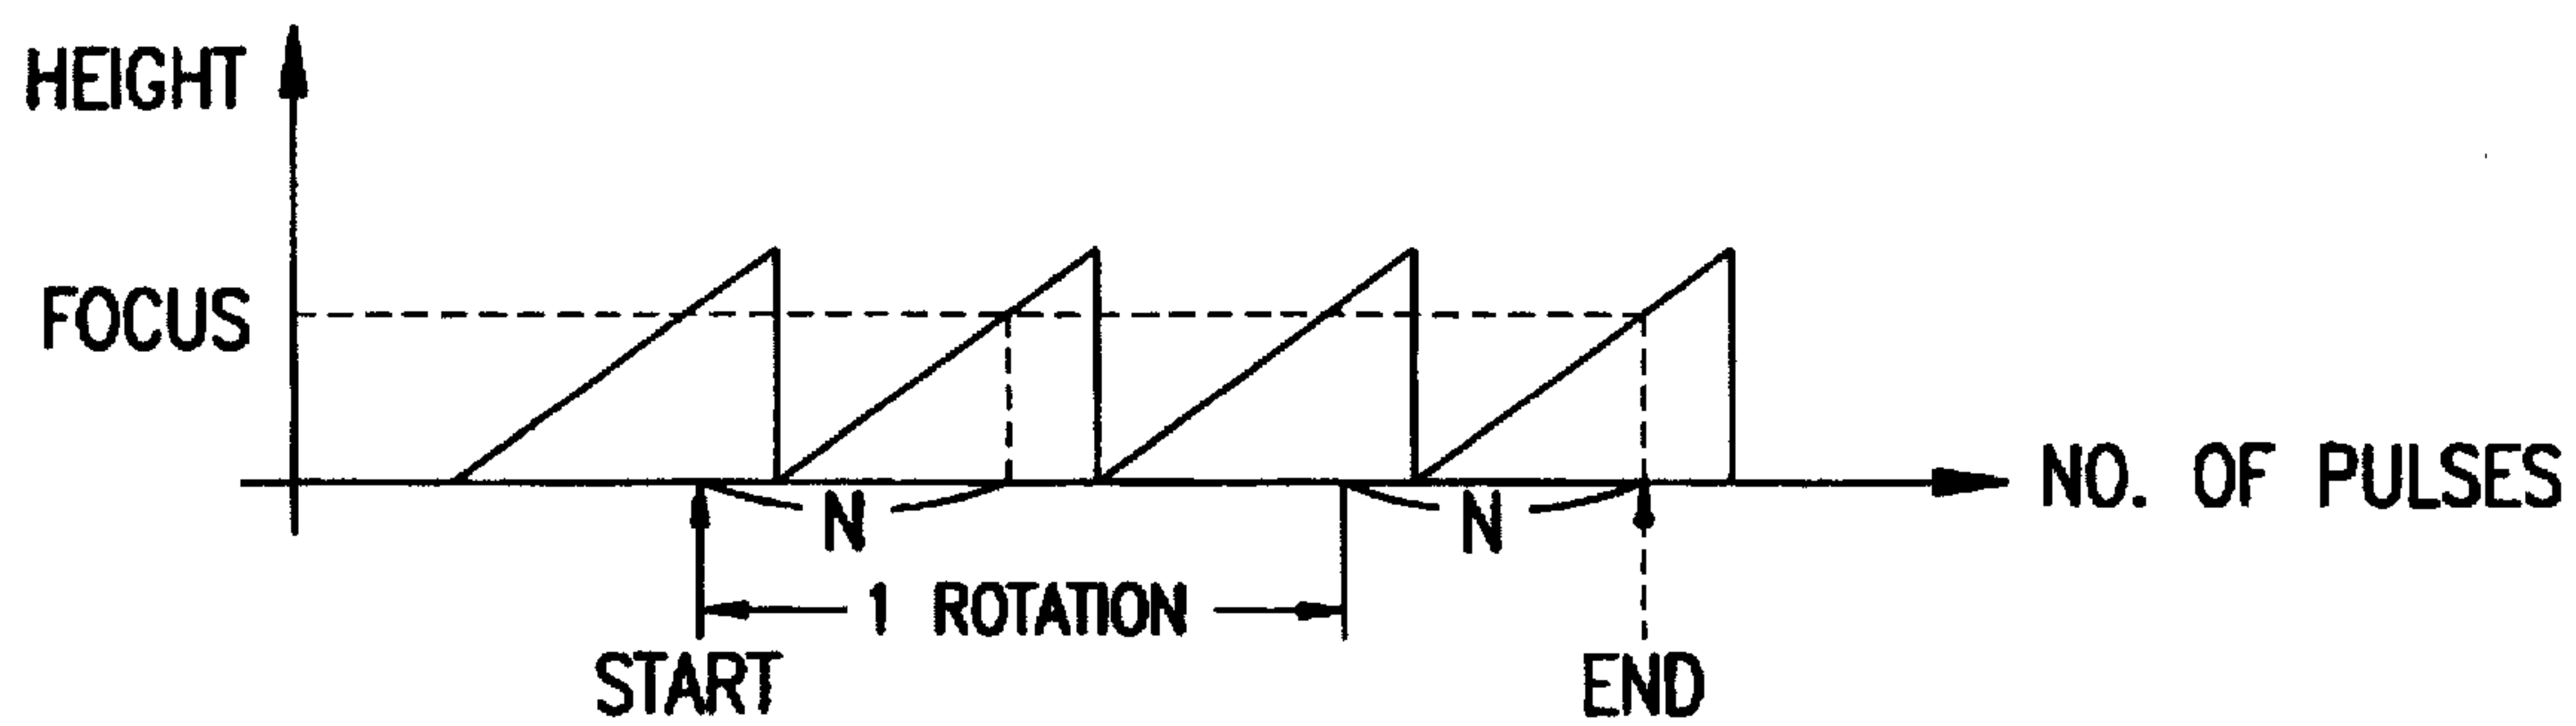 HEIGHT
FOCUS
NO. OF PULSES
N
N
1 ROTATION
START
END